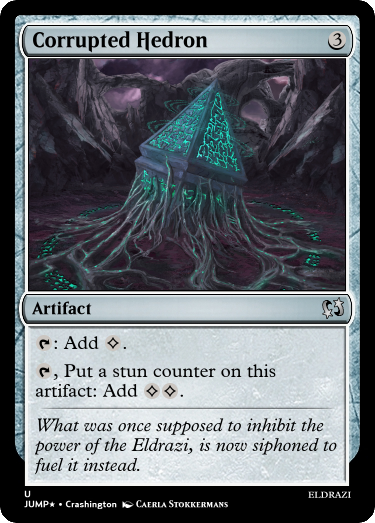 Corrupted Hedron 3
Artifact
: Add .
, Put a stun counter on this
artifact: Add .
What was once supposed to inhibit the
power of the Eldrazi, is now siphoned to
fuel it instead.
U
JUMP★ • Crashington Caerla Stokkermans
ELDRAZI